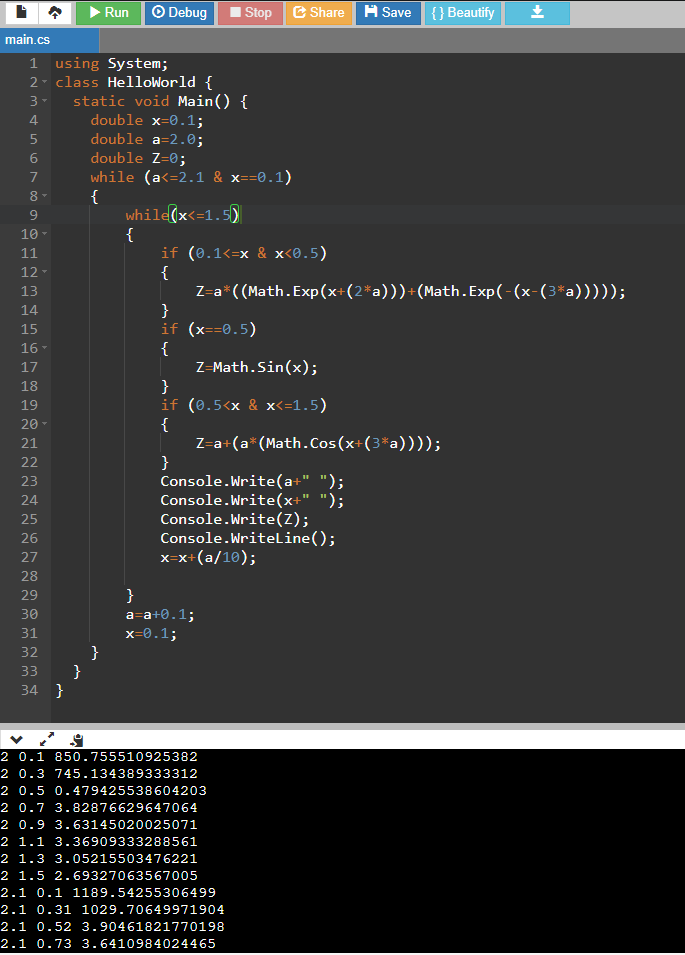 Run Debug Stop Share Save { } Beautify
main.cs
1 using System;
2 class HelloWorld {
3 static void Main() {
4 double x=0.1;
5 double a=2.0;
6 double Z=0;
7 while (a<=2.1 & x==0.1)
8 {
9 while(x<=1.5)
10 {
11 if (0.1<=x & x<0.5)
12 {
13 Z=a*((Math.Exp(x+(2*a)))+(Math.Exp(-(x-(3*a)))));
14 }
15 if (x==0.5)
16 {
17 Z=Math.Sin(x);
18 }
19 if (0.5<x & x<=1.5)
20 {
21 Z=a+(a*(Math.Cos(x+(3*a))));
22 }
23 Console.Write(a+" ");
24 Console.Write(x+" ");
25 Console.Write(Z);
26 Console.WriteLine();
27 x=x+(a/10);
28
29 }
30 a=a+0.1;
31 x=0.1;
32 }
33 }
34 }
2 0.1 850.755510925382
2 0.3 745.134389333312
2 0.5 0.479425538604203
2 0.7 3.82876629647064
2 0.9 3.63145020025071
2 1.1 3.36909333288561
2 1.3 3.05215503476221
2 1.5 2.69327063567005
2.1 0.1 1189.54255306499
2.1 0.31 1029.70649971904
2.1 0.52 3.90461821770198
2.1 0.73 3.6410984024465